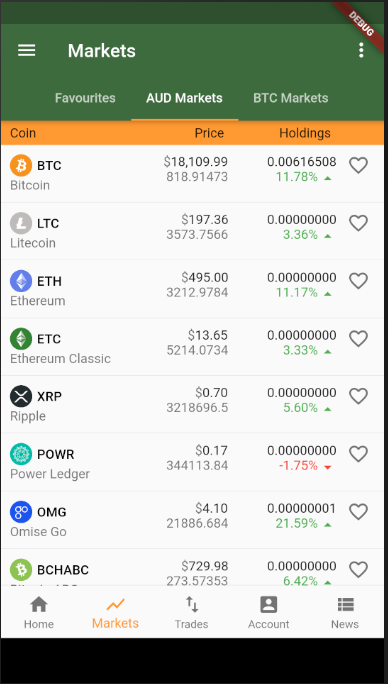 DEBUG
Markets
Favourites AUD Markets BTC Markets
Coin Price Holdings
BTC $18,109.99 0.00616508
Bitcoin 818.91473 11.78%
LTC $197.36 0.00000000
Litecoin 3573.7566 3.36%
ETH $495.00 0.00000000
Ethereum 3212.9784 11.17%
ETC $13.65 0.00000000
Ethereum Classic 5214.0734 3.33%
XRP $0.70 0.00000000
Ripple 3218696.5 5.60%
POWR $0.17 0.00000000
Power Ledger 344113.84 -1.75%
OMG $4.10 0.00000001
Omise Go 21886.684 21.59%
BCHABC $729.98 0.00000000
273.57353 6.42%
Home Markets Trades Account News